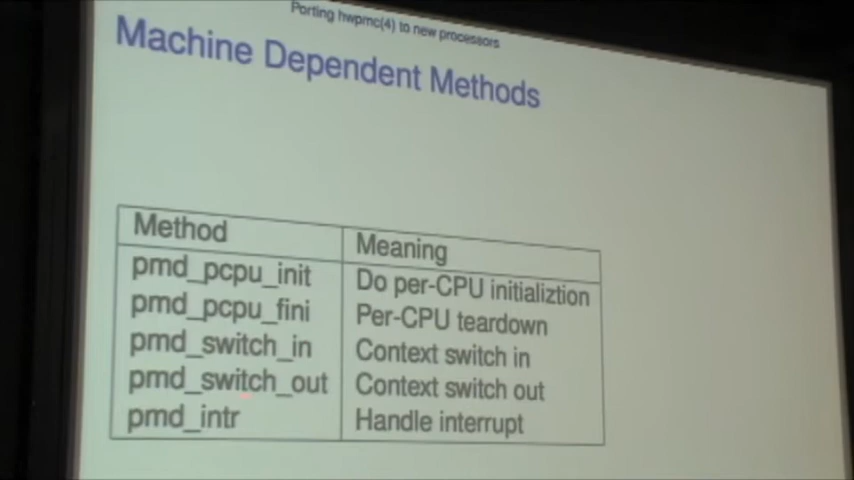 Porting hwpmc(4) to new processors
Machine Dependent Methods
Method Meaning
pmd_pcpu_init Do per-CPU initializtion
pmd_pcpu_fini Per-CPU teardown
pmd_switch_in Context switch in
pmd_switch_out Context switch out
pmd_intr Handle interrupt